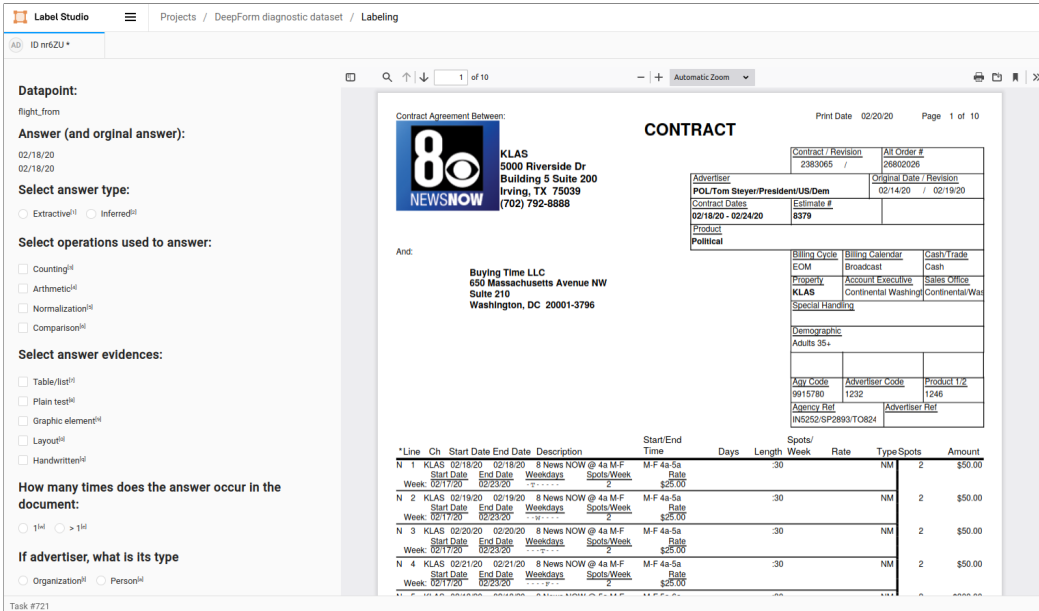 Label Studio
Projects / DeepForm diagnostic dataset / Labeling
AD ID nr6ZU *
Datapoint:
flight_from
Answer (and orginal answer):
02/18/20
02/18/20
Select answer type:
Extractive[1] Inferred[2]
Select operations used to answer:
Counting[3]
Arthmetic[4]
Normalization[5]
Comparison[6]
Select answer evidences:
Table/list[7]
Plain test[8]
Graphic element[9]
Layout[0]
Handwritten[q]
How many times does the answer occur in the
document:
1[w] > 1[e]
If advertiser, what is its type
Organization[t] Person[a]
Task #721
1 of 10
Automatic Zoom
Contract Agreement Between:
CONTRACT
Print Date 02/20/20 Page 1 of 10
8
NEWSNOW
KLAS
5000 Riverside Dr
Building 5 Suite 200
Irving, TX 75039
(702) 792-8888
Contract / Revision Alt Order #
2383065 / 26802026
Advertiser Original Date / Revision
POL/Tom Steyer/President/US/Dem 02/14/20 / 02/19/20
Contract Dates Estimate #
02/18/20 - 02/24/20 8379
Product
Political
And:
Buying Time LLC
650 Massachusetts Avenue NW
Suite 210
Washington, DC 20001-3796
Billing Cycle Billing Calendar Cash/Trade
EOM Broadcast Cash
Property Account Executive Sales Office
KLAS Continental Washingt Continental/Was
Special Handling
Demographic
Adults 35+
Agy Code Advertiser Code Product 1/2
9915780 1232 1246
Agency Ref Advertiser Ref
IN5252/SP2893/TO824
Start/End Spots/
*Line Ch Start Date End Date Description Time Days Length Week Rate Type Spots Amount
N 1 KLAS 02/18/20 02/18/20 8 News NOW @ 4a M-F M-F 4a-5a :30 NM 2 $50.00
Start Date End Date Weekdays Spots/Week Rate
Week: 02/17/20 02/23/20 -T----- 2 $25.00
N 2 KLAS 02/19/20 02/19/20 8 News NOW @ 4a M-F M-F 4a-5a :30 NM 2 $50.00
Start Date End Date Weekdays Spots/Week Rate
Week: 02/17/20 02/23/20 --W---- 2 $25.00
N 3 KLAS 02/20/20 02/20/20 8 News NOW @ 4a M-F M-F 4a-5a :30 NM 2 $50.00
Start Date End Date Weekdays Spots/Week Rate
Week: 02/17/20 02/23/20 ---T--- 2 $25.00
N 4 KLAS 02/21/20 02/21/20 8 News NOW @ 4a M-F M-F 4a-5a :30 NM 2 $50.00
Start Date End Date Weekdays Spots/Week Rate
Week: 02/17/20 02/23/20 ----F-- 2 $25.00